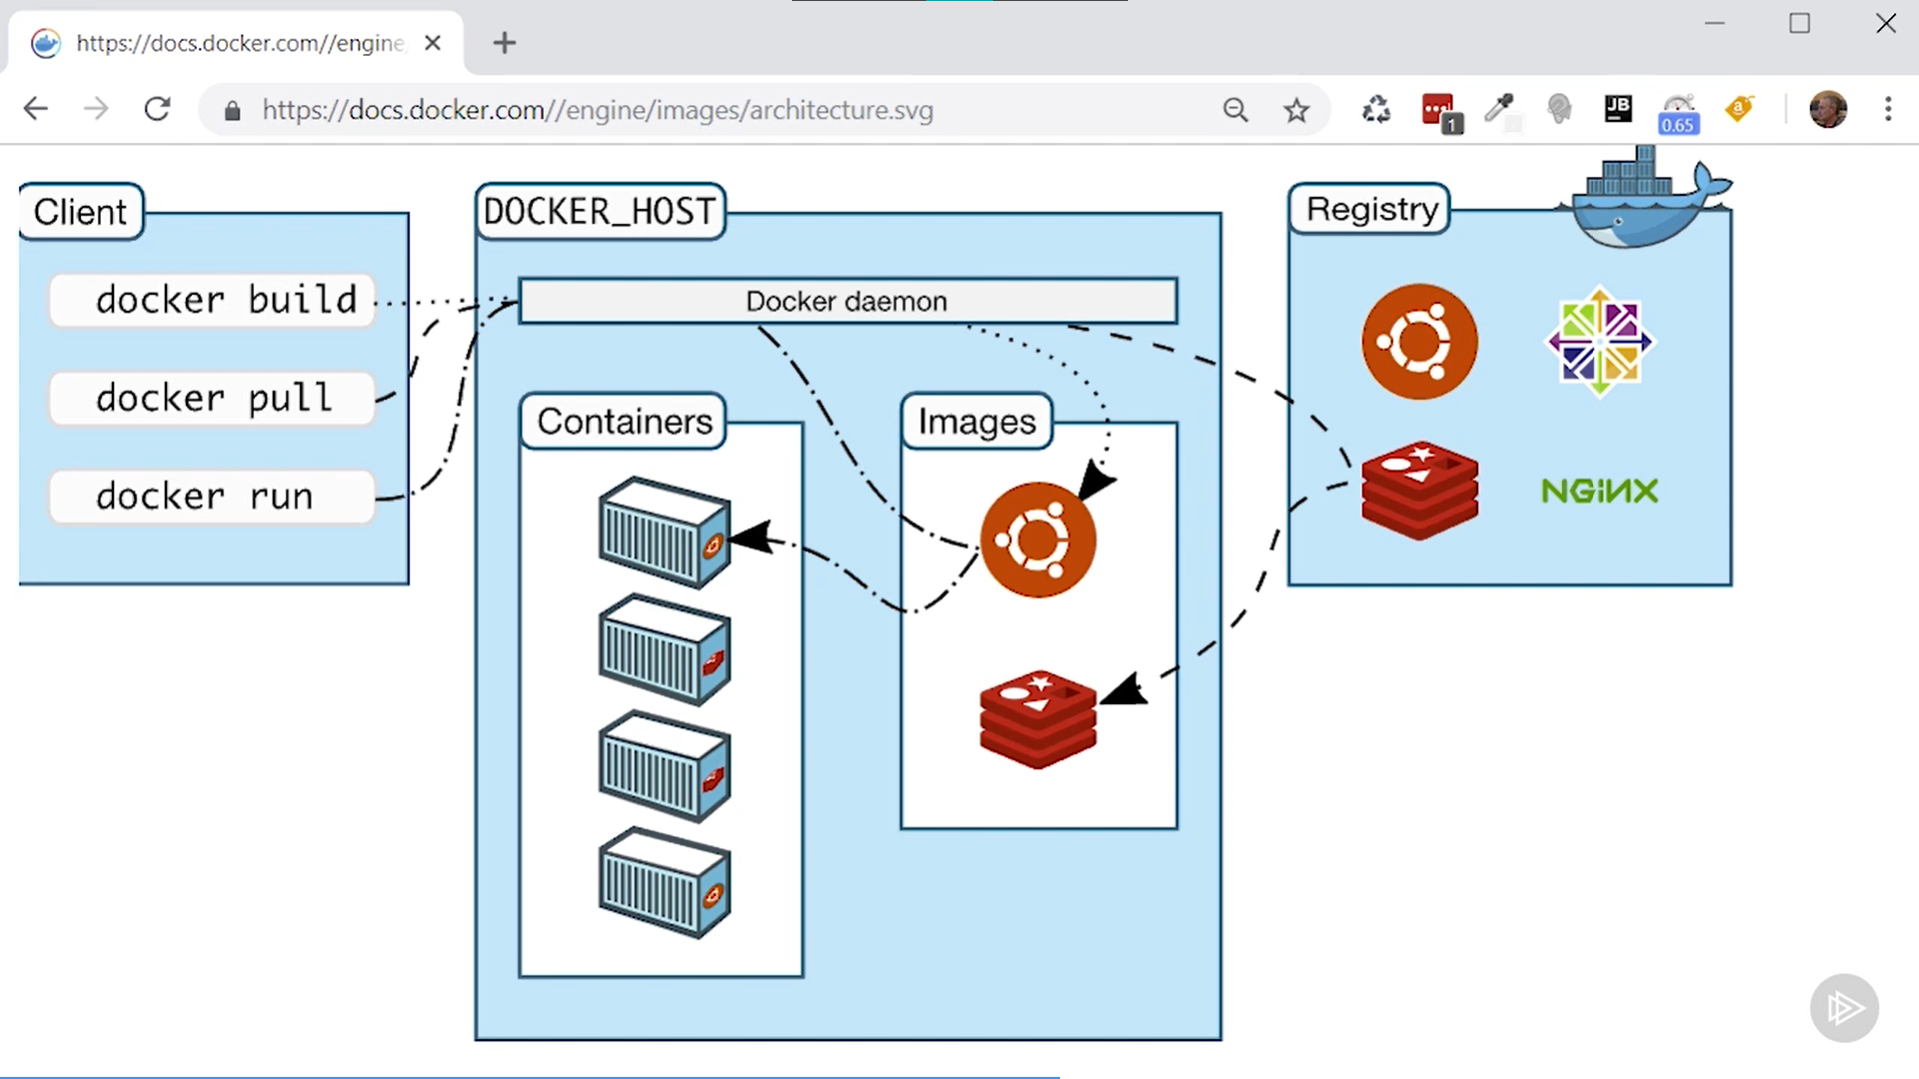 https://docs.docker.com//engine
https://docs.docker.com//engine/images/architecture.svg
1
JB
0.65
a
Client
DOCKER_HOST
Registry
docker build
Docker daemon
docker pull
Containers
Images
docker run
NGiNX